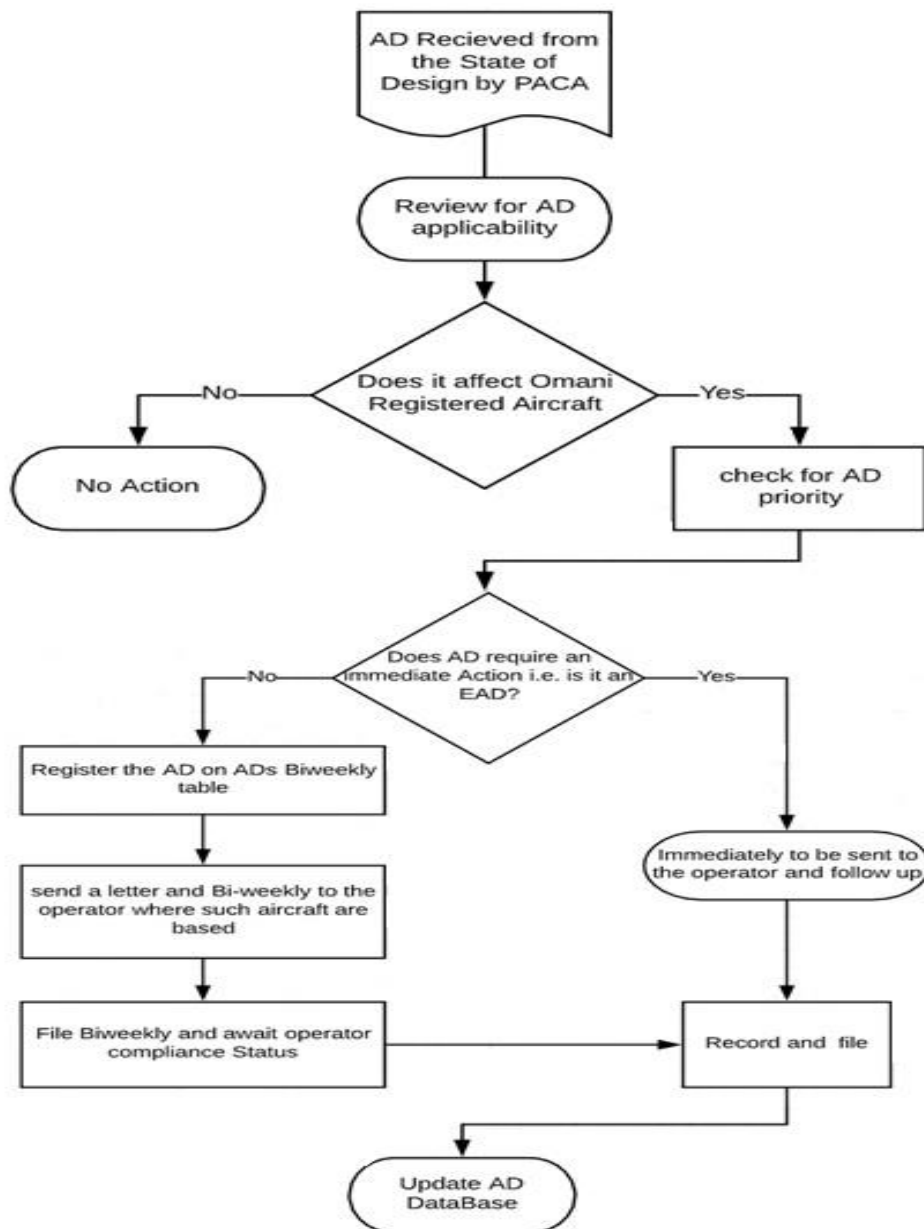 AD Recieved from
the State of
Design by PACA
Review for AD
applicability
Does it affect Omani
Registered Aircraft
No
Yes
No Action
check for AD
priority
Does AD require an
immediate Action i.e. is it an
EAD?
No
Yes
Register the AD on ADs Biweekly
table
send a letter and Bi-weekly to the
operator where such aircraft are
based
Immediately to be sent to
the operator and follow up
File Biweekly and await operator
compliance Status
Record and file
Update AD
DataBase